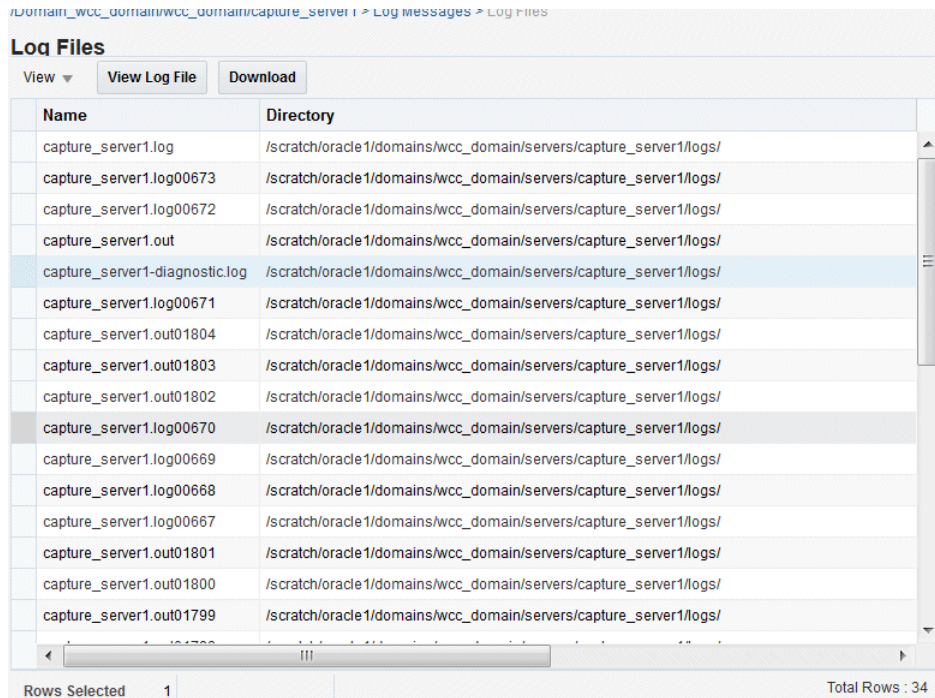 /Domain_wcc_domain/wcc_domain/capture_server1 > Log Messages > Log Files
Log Files
View View Log File Download
Name Directory
capture_server1.log /scratch/oracle1/domains/wcc_domain/servers/capture_server1/logs/
capture_server1.log00673 /scratch/oracle1/domains/wcc_domain/servers/capture_server1/logs/
capture_server1.log00672 /scratch/oracle1/domains/wcc_domain/servers/capture_server1/logs/
capture_server1.out /scratch/oracle1/domains/wcc_domain/servers/capture_server1/logs/
capture_server1-diagnostic.log /scratch/oracle1/domains/wcc_domain/servers/capture_server1/logs/
capture_server1.log00671 /scratch/oracle1/domains/wcc_domain/servers/capture_server1/logs/
capture_server1.out01804 /scratch/oracle1/domains/wcc_domain/servers/capture_server1/logs/
capture_server1.out01803 /scratch/oracle1/domains/wcc_domain/servers/capture_server1/logs/
capture_server1.out01802 /scratch/oracle1/domains/wcc_domain/servers/capture_server1/logs/
capture_server1.log00670 /scratch/oracle1/domains/wcc_domain/servers/capture_server1/logs/
capture_server1.log00669 /scratch/oracle1/domains/wcc_domain/servers/capture_server1/logs/
capture_server1.log00668 /scratch/oracle1/domains/wcc_domain/servers/capture_server1/logs/
capture_server1.log00667 /scratch/oracle1/domains/wcc_domain/servers/capture_server1/logs/
capture_server1.out01801 /scratch/oracle1/domains/wcc_domain/servers/capture_server1/logs/
capture_server1.out01800 /scratch/oracle1/domains/wcc_domain/servers/capture_server1/logs/
capture_server1.out01799 /scratch/oracle1/domains/wcc_domain/servers/capture_server1/logs/
Rows Selected 1 Total Rows : 34